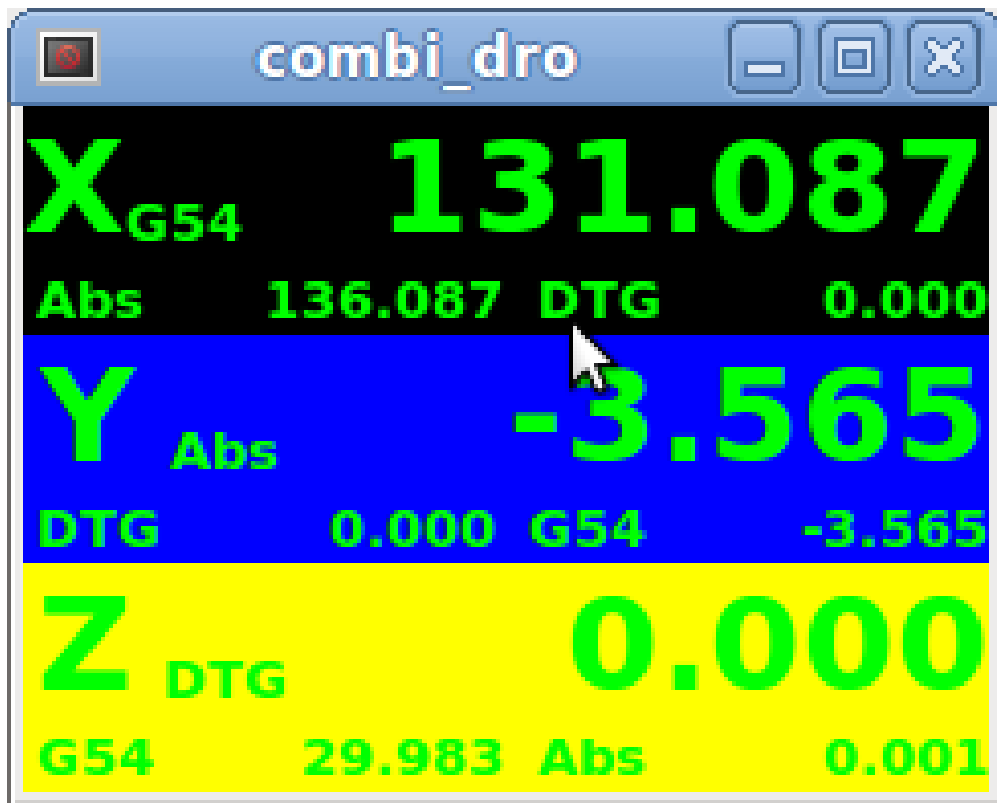 combi_dro
X G54 131.087
Abs 136.087 DTG 0.000
Y Abs -3.565
DTG 0.000 G54 -3.565
Z DTG 0.000
G54 29.983 Abs 0.001